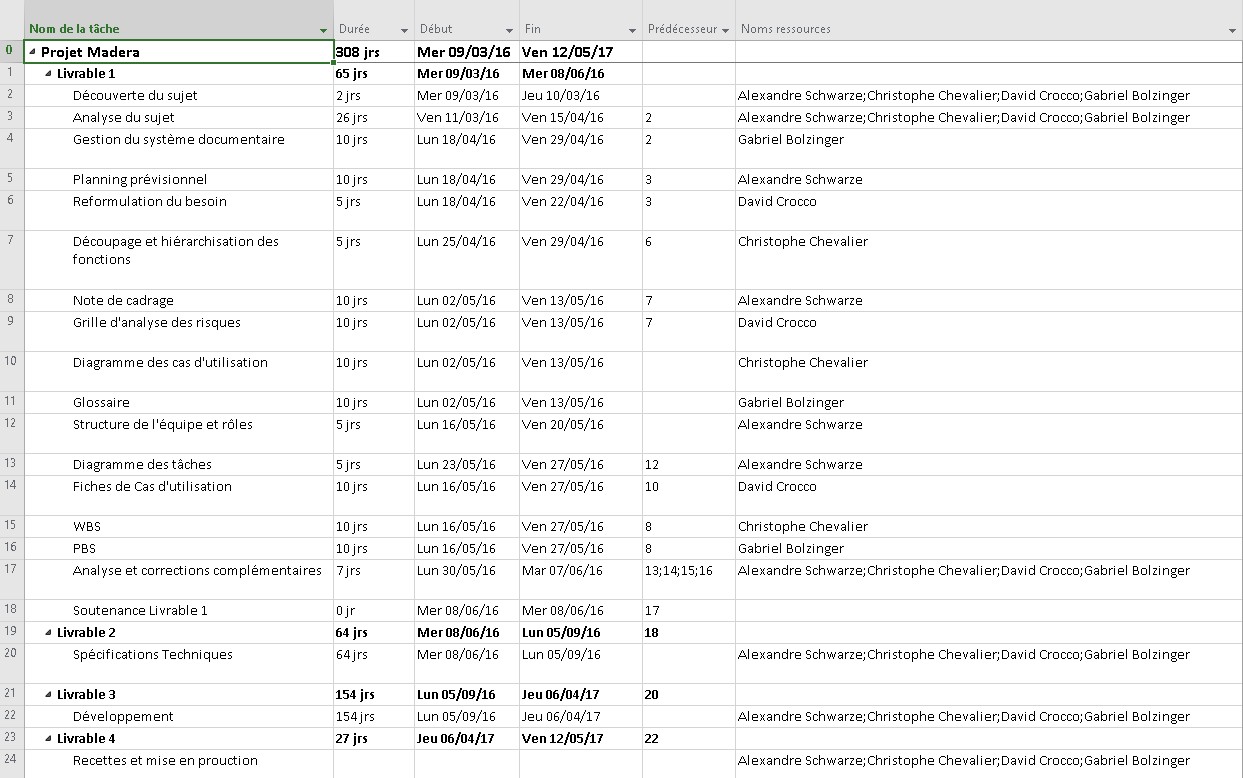 Nom de la tâche Durée Début Fin Prédécesseur Noms ressources
0 Projet Madera 308 jrs Mer 09/03/16 Ven 12/05/17
1 Livrable 1 65 jrs Mer 09/03/16 Mer 08/06/16
2 Découverte du sujet 2 jrs Mer 09/03/16 Jeu 10/03/16 Alexandre Schwarze;Christophe Chevalier;David Crocco;Gabriel Bolzinger
3 Analyse du sujet 26 jrs Ven 11/03/16 Ven 15/04/16 2 Alexandre Schwarze;Christophe Chevalier;David Crocco;Gabriel Bolzinger
4 Gestion du système documentaire 10 jrs Lun 18/04/16 Ven 29/04/16 2 Gabriel Bolzinger
5 Planning prévisionnel 10 jrs Lun 18/04/16 Ven 29/04/16 3 Alexandre Schwarze
6 Reformulation du besoin 5 jrs Lun 18/04/16 Ven 22/04/16 3 David Crocco
7 Découpage et hiérarchisation des 5 jrs Lun 25/04/16 Ven 29/04/16 6 Christophe Chevalier
fonctions
8 Note de cadrage 10 jrs Lun 02/05/16 Ven 13/05/16 7 Alexandre Schwarze
9 Grille d'analyse des risques 10 jrs Lun 02/05/16 Ven 13/05/16 7 David Crocco
10 Diagramme des cas d'utilisation 10 jrs Lun 02/05/16 Ven 13/05/16 Christophe Chevalier
11 Glossaire 10 jrs Lun 02/05/16 Ven 13/05/16 Gabriel Bolzinger
12 Structure de l'équipe et rôles 5 jrs Lun 16/05/16 Ven 20/05/16 Alexandre Schwarze
13 Diagramme des tâches 5 jrs Lun 23/05/16 Ven 27/05/16 12 Alexandre Schwarze
14 Fiches de Cas d'utilisation 10 jrs Lun 16/05/16 Ven 27/05/16 10 David Crocco
15 WBS 10 jrs Lun 16/05/16 Ven 27/05/16 8 Christophe Chevalier
16 PBS 10 jrs Lun 16/05/16 Ven 27/05/16 8 Gabriel Bolzinger
17 Analyse et corrections complémentaires 7 jrs Lun 30/05/16 Mar 07/06/16 13;14;15;16 Alexandre Schwarze;Christophe Chevalier;David Crocco;Gabriel Bolzinger
18 Soutenance Livrable 1 0 jr Mer 08/06/16 Mer 08/06/16 17
19 Livrable 2 64 jrs Mer 08/06/16 Lun 05/09/16 18
20 Spécifications Techniques 64 jrs Mer 08/06/16 Lun 05/09/16 Alexandre Schwarze;Christophe Chevalier;David Crocco;Gabriel Bolzinger
21 Livrable 3 154 jrs Lun 05/09/16 Jeu 06/04/17 20
22 Développement 154 jrs Lun 05/09/16 Jeu 06/04/17 Alexandre Schwarze;Christophe Chevalier;David Crocco;Gabriel Bolzinger
23 Livrable 4 27 jrs Jeu 06/04/17 Ven 12/05/17 22
24 Recettes et mise en prouction Alexandre Schwarze;Christophe Chevalier;David Crocco;Gabriel Bolzinger